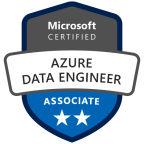 Microsoft
CERTIFIED
AZURE
DATA ENGINEER
ASSOCIATE